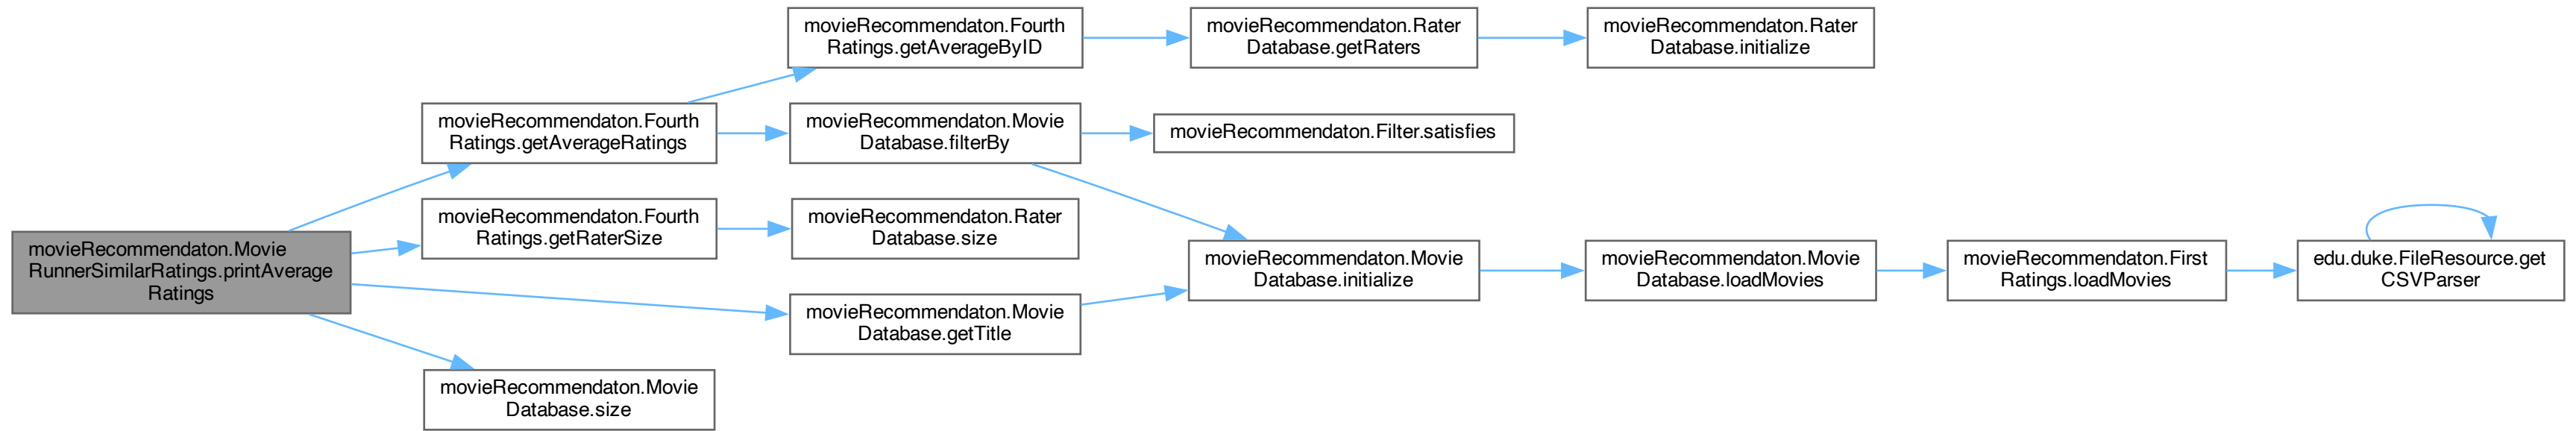 movieRecommendaton.Movie
RunnerSimilarRatings.printAverage
Ratings
movieRecommendaton.Fourth
Ratings.getAverageRatings
movieRecommendaton.Fourth
Ratings.getAverageByID
movieRecommendaton.Rater
Database.getRaters
movieRecommendaton.Rater
Database.initialize
movieRecommendaton.Movie
Database.filterBy
movieRecommendaton.Filter.satisfies
movieRecommendaton.Movie
Database.initialize
movieRecommendaton.Movie
Database.loadMovies
movieRecommendaton.First
Ratings.loadMovies
edu.duke.FileResource.get
CSVParser
movieRecommendaton.Fourth
Ratings.getRaterSize
movieRecommendaton.Rater
Database.size
movieRecommendaton.Movie
Database.getTitle
movieRecommendaton.Movie
Database.size